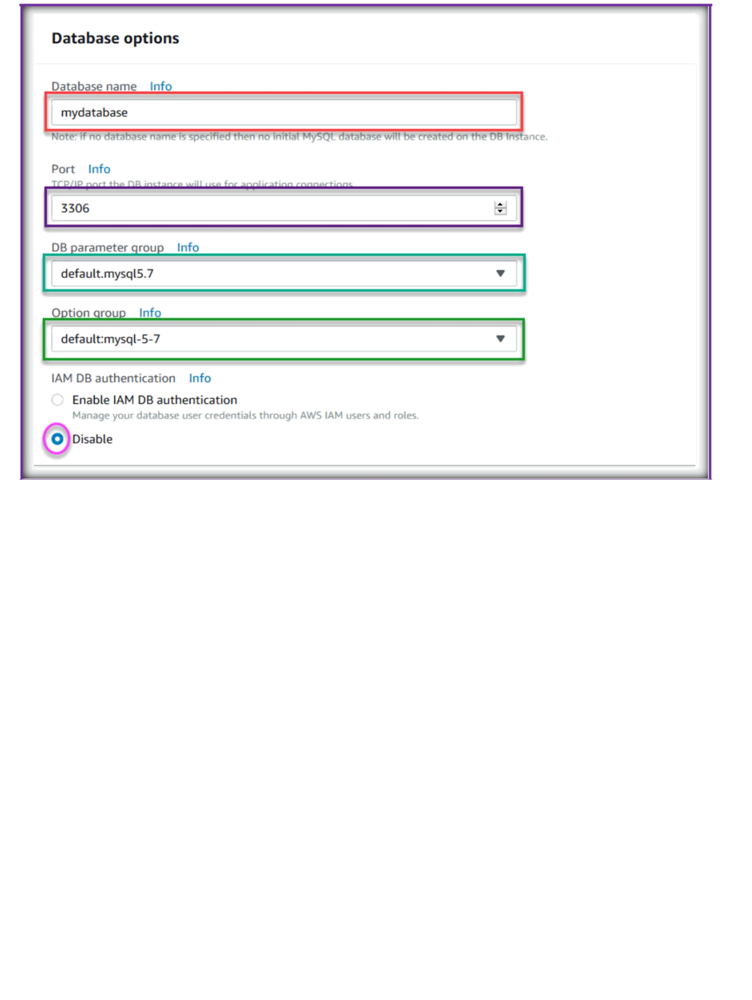 Database options
Database name Info
mydatabase
Note: if no database name is specified then no initial MySQL database will be created on the DB Instance.
Port Info
TCP/IP port the DB instance will use for application connections.
3306
DB parameter group Info
default.mysql5.7
Option group Info
default:mysql-5-7
IAM DB authentication Info
Enable IAM DB authentication
Manage your database user credentials through AWS IAM users and roles.
Disable